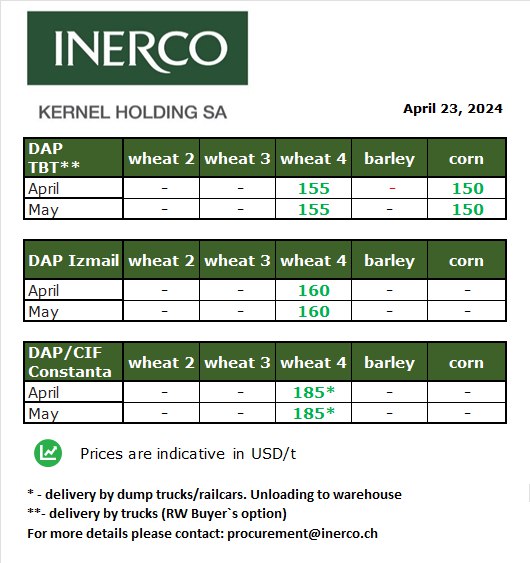 INERCO
KERNEL HOLDING SA
April 23, 2024
DAP TBT** wheat 2 wheat 3 wheat 4 barley corn
April - - 155 - 150
May - - 155 - 150
DAP Izmail wheat 2 wheat 3 wheat 4 barley corn
April - - 160 - -
May - - 160 - -
DAP/CIF Constanta wheat 2 wheat 3 wheat 4 barley corn
April - - 185* - -
May - - 185* - -
Prices are indicative in USD/t
* - delivery by dump trucks/railcars. Unloading to warehouse
**- delivery by trucks (RW Buyer`s option)
For more details please contact: procurement@inerco.ch